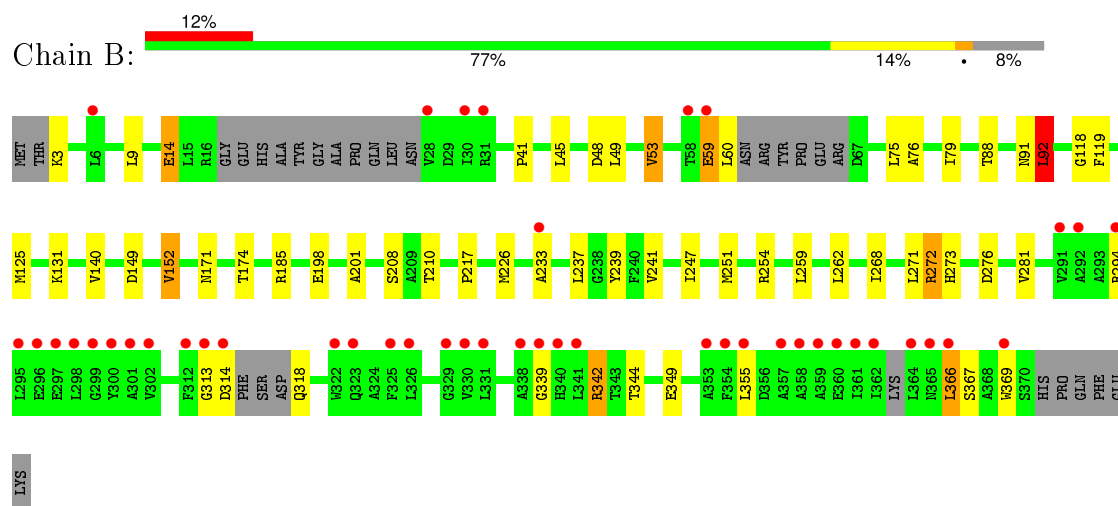 12%
Chain B:
77% 14% • 8%
MET THR K3 L6 L9 E14 L15 R16 GLY GLU HIS ALA TYR GLY ALA PRO GLN LEU ASN V28 D29 I30 R31 P41 L45 D48 L49 V53 T58 E59 L60 ASN ARG TYR PRO GLU ARG D67 L75 A76 I79 T88 N91 L92 G118 F119
M125 K131 V140 D149 V152 N171 T174 R185 E198 A201 S208 A209 T210 P217 M226 A233 L237 G238 Y239 F240 V241 I247 M251 R254 L259 L262 I268 L271 R272 H273 D276 V281 V291 A292 A293
L295 E296 E297 L298 G299 Y300 A301 V302 F312 G313 D314 PHE SER ASP Q318 W322 Q323 A324 F325 L326 G329 V330 L331 A338 G339 H340 L341 R342 T343 T344 E349 A353 F354 L355 D356 A357 A358 A359 E360 I361 I362 LYS L364 N365 L366 S367 A368 W369 S370 HIS PRO GLN PHE GLU
LYS